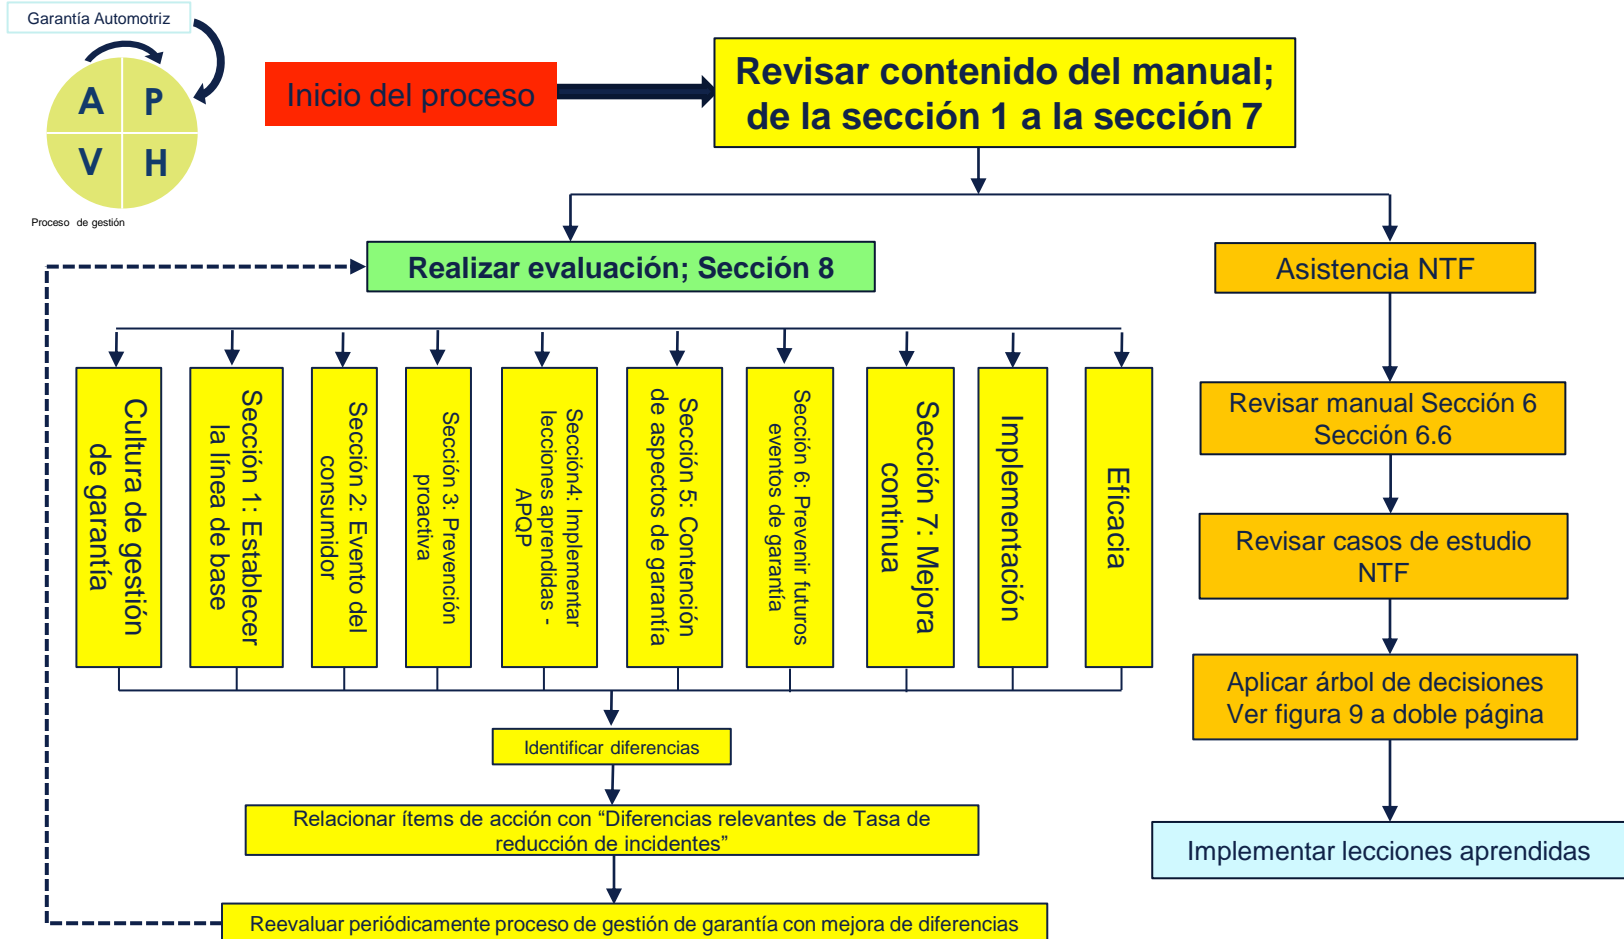 Garantía Automotriz
A P
V H
Proceso de gestión
Inicio del proceso
Revisar contenido del manual;
de la sección 1 a la sección 7
Realizar evaluación; Sección 8
Asistencia NTF
Cultura de gestión
de garantía
Sección 1: Establecer
la línea de base
Sección 2: Evento del
consumidor
Sección 3: Prevención
proactiva
Sección4: Implementar
lecciones aprendidas -
APQP
Sección 5: Contención
de aspectos de garantía
Sección 6: Prevenir futuros
eventos de garantía
Sección 7: Mejora
continua
Implementación
Eficacia
Revisar manual Sección 6
Sección 6.6
Revisar casos de estudio
NTF
Aplicar árbol de decisiones
Ver figura 9 a doble página
Implementar lecciones aprendidas
Identificar diferencias
Relacionar ítems de acción con “Diferencias relevantes de Tasa de
reducción de incidentes”
Reevaluar periódicamente proceso de gestión de garantía con mejora de diferencias